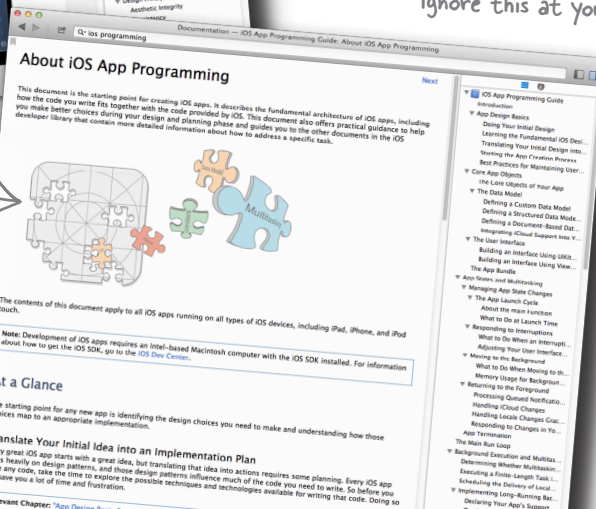 ignore this at you
Aesthetic Integrity
Documentation — iOS App Programming Guide: About iOS App Programming
ios programming
About iOS App Programming
Next
This document is the starting point for creating iOS apps. It describes the fundamental architecture of iOS apps, including
how the code you write fits together with the code provided by iOS. This document also offers practical guidance to help
you make better choices during your design and planning phase and guides you to the other documents in the iOS
developer library that contain more detailed information about how to address a specific task.
Multitasking
The contents of this document apply to all iOS apps running on all types of iOS devices, including iPad, iPhone, and iPod
touch.
Note: Development of iOS apps requires an Intel-based Macintosh computer with the iOS SDK installed. For information
about how to get the iOS SDK, go to the iOS Dev Center.
t a Glance
e starting point for any new app is identifying the design choices you need to make and understanding how those
ices map to an appropriate implementation.
anslate Your Initial Idea into an Implementation Plan
y great iOS app starts with a great idea, but translating that idea into actions requires some planning. Every iOS app
s heavily on design patterns, and those design patterns influence much of the code you need to write. So before you
e any code, take the time to explore the possible techniques and technologies available for writing that code. Doing so
ave you a lot of time and frustration.
evant Chapter: "App Design
iOS App Programming Guide
Introduction
App Design Basics
Doing Your Initial Design
Learning the Fundamental iOS Desi...
Translating Your Initial Design into...
Starting the App Creation Process
Best Practices for Maintaining User...
Core App Objects
The Core Objects of Your App
The Data Model
Defining a Custom Data Model
Defining a Structured Data Mode...
Defining a Document-Based Dat...
Integrating iCloud Support Into Y...
The User Interface
Building an Interface Using UIKit...
Building an Interface Using View...
The App Bundle
App States and Multitasking
Managing App State Changes
The App Launch Cycle
About the main Function
What to Do at Launch Time
Responding to Interruptions
What to Do When an Interrupti...
Adjusting Your User Interface...
Moving to the Background
What to Do When Moving to th...
Memory Usage for Backgroun...
Returning to the Foreground
Processing Queued Notificatio...
Handling iCloud Changes
Handling Locale Changes Grac...
Responding to Changes in Yo...
App Termination
The Main Run Loop
Background Execution and Multitas...
Determining Whether Multitaskin...
Executing a Finite-Length Task i...
Scheduling the Delivery of Local...
Implementing Long-Running Bac...
Declaring Your App's Support